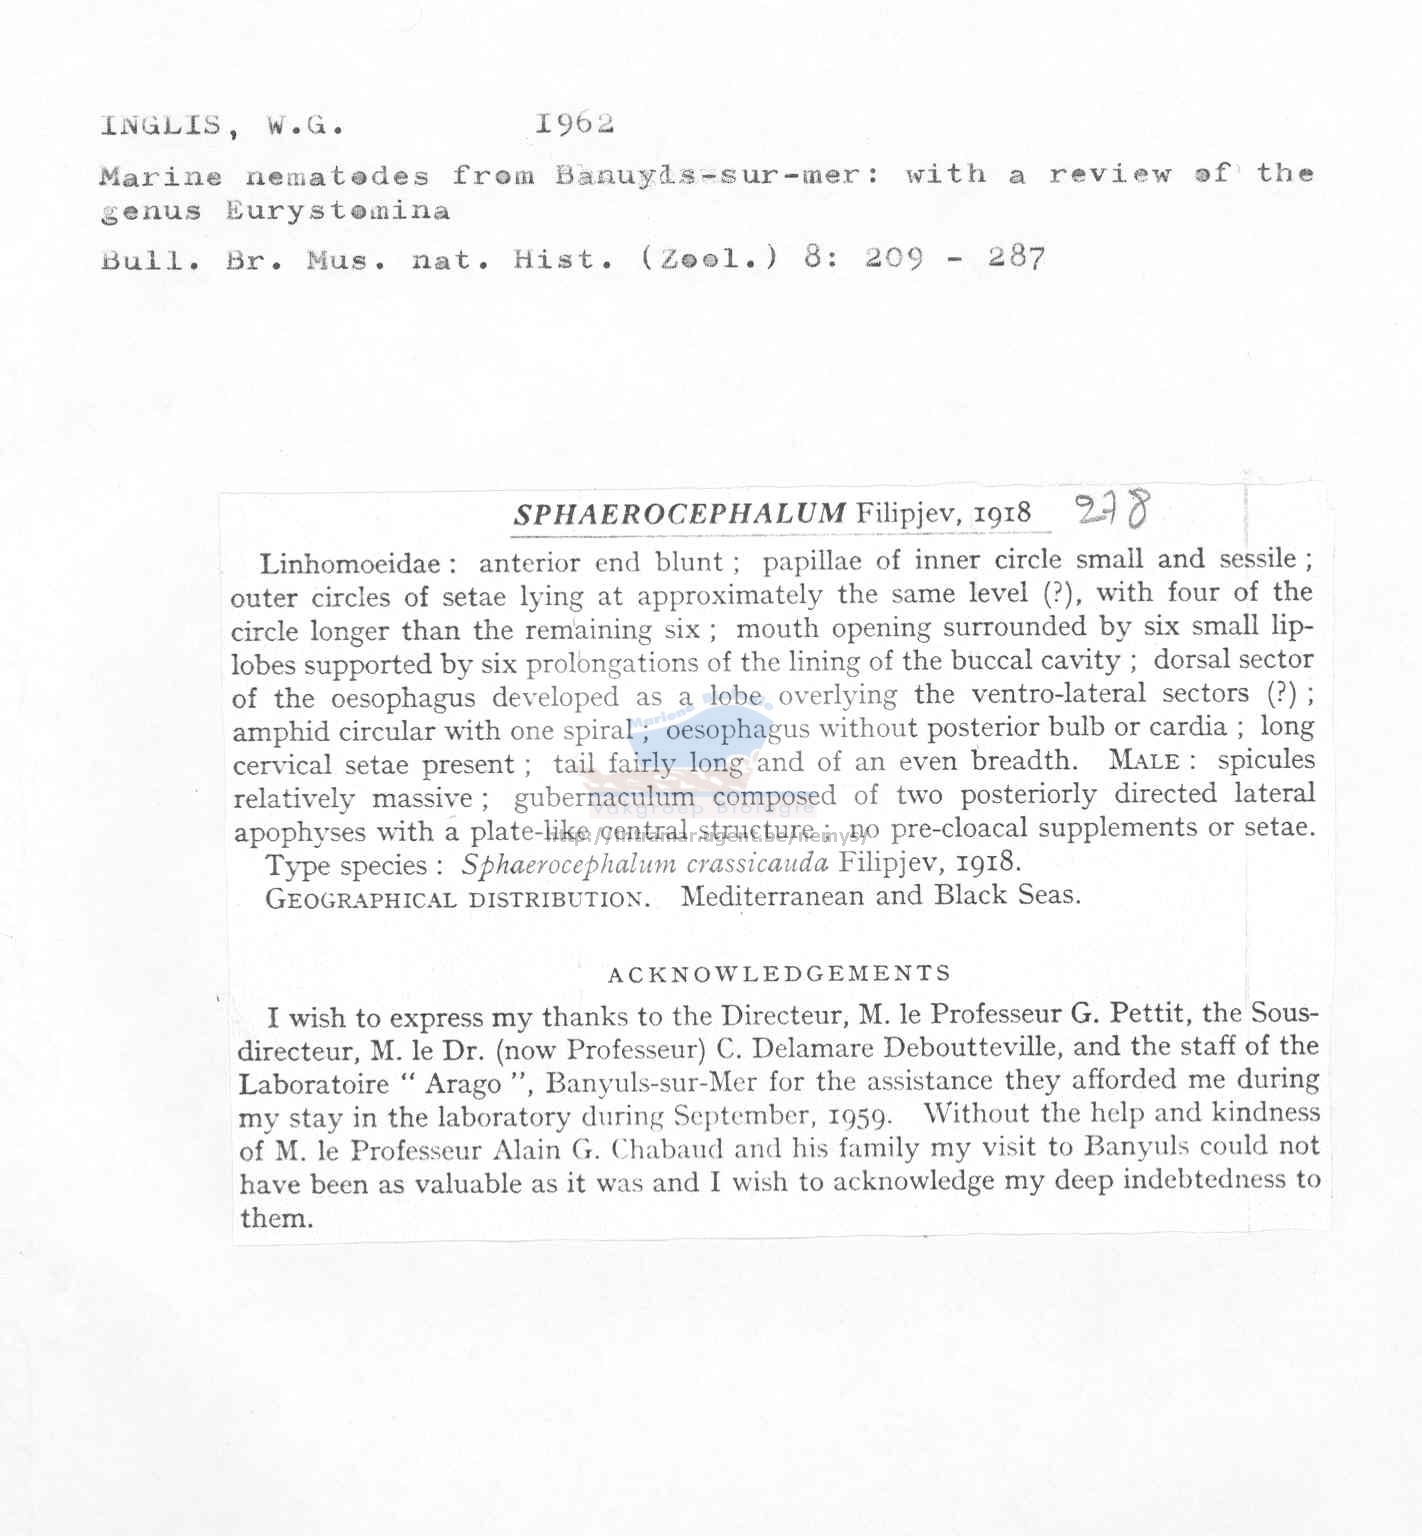 INGLIS, W.G. 1962
Marine nematodes from Banuyls-sur-mer: with a review of the
genus Eurystomina
Bull. Br. Mus. nat. Hist. (Zool.) 8: 209 - 287
SPHAEROCEPHALUM Filipjev, 1918 278
Linhomoeidae : anterior end blunt ; papillae of inner circle small and sessile ;
outer circles of setae lying at approximately the same level (?), with four of the
circle longer than the remaining six ; mouth opening surrounded by six small lip-
lobes supported by six prolongations of the lining of the buccal cavity ; dorsal sector
of the oesophagus developed as a lobe overlying the ventro-lateral sectors (?) ;
amphid circular with one spiral ; oesophagus without posterior bulb or cardia ; long
cervical setae present ; tail fairly long and of an even breadth. MALE : spicules
relatively massive ; gubernaculum composed of two posteriorly directed lateral
Vakgroep Biologie
apophyses with a plate-like central structure ; no pre-cloacal supplements or setae.
Type species : Sphaerocephalum crassicauda Filipjev, 1918.
GEOGRAPHICAL DISTRIBUTION. Mediterranean and Black Seas.
ACKNOWLEDGEMENTS
I wish to express my thanks to the Directeur, M. le Professeur G. Pettit, the Sous-
directeur, M. le Dr. (now Professeur) C. Delamare Deboutteville, and the staff of the
Laboratoire “ Arago ”, Banyuls-sur-Mer for the assistance they afforded me during
my stay in the laboratory during September, 1959. Without the help and kindness
of M. le Professeur Alain G. Chabaud and his family my visit to Banyuls could not
have been as valuable as it was and I wish to acknowledge my deep indebtedness to
them.